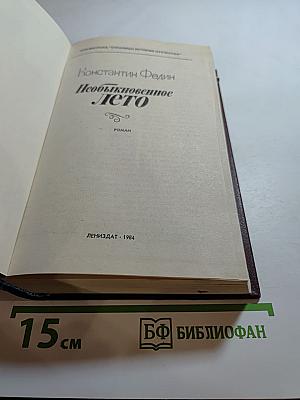 Константин Федин
Необыкновенное
лето
РОМАН
ЛЕНИЗДАТ · 1984
15 см
БФ БИБЛИОФАН